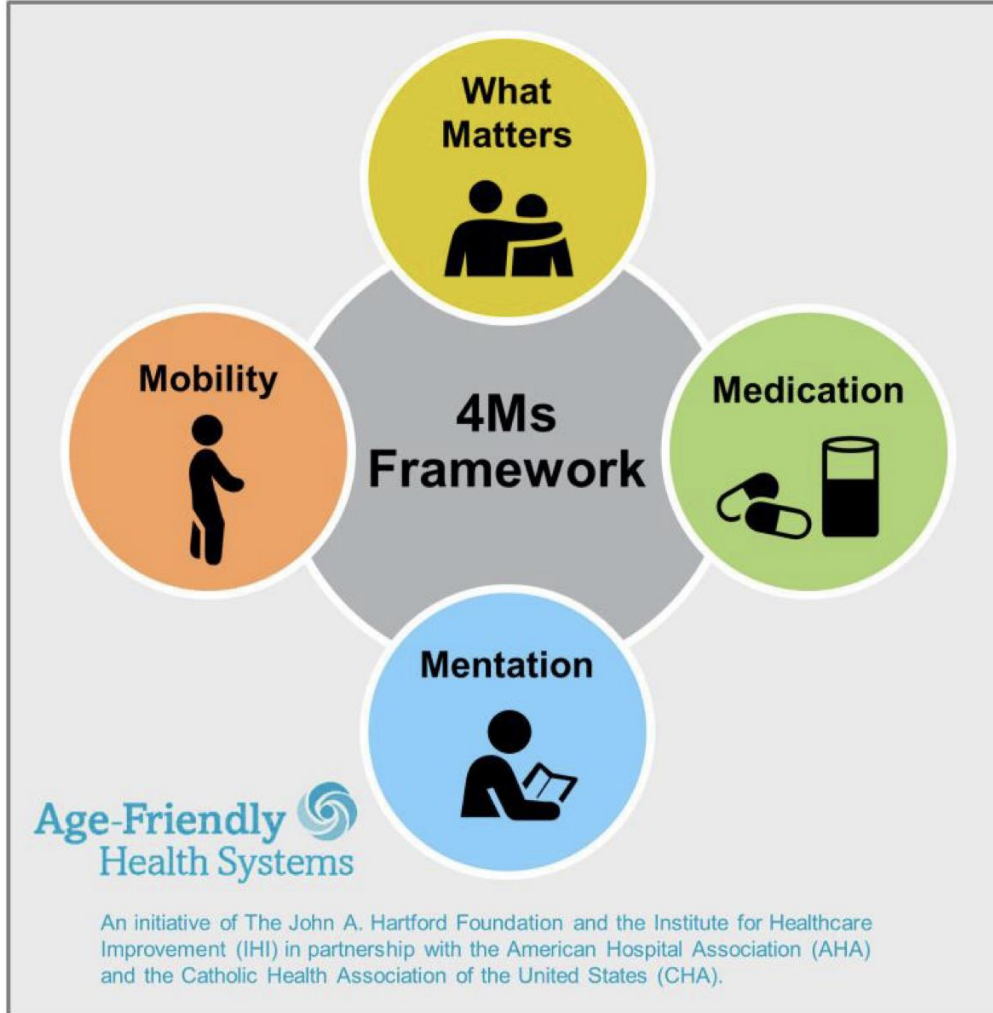 What
Matters
Mobility
4Ms
Framework
Medication
Mentation
Age-Friendly
Health Systems
An initiative of The John A. Hartford Foundation and the Institute for Healthcare
Improvement (IHI) in partnership with the American Hospital Association (AHA)
and the Catholic Health Association of the United States (CHA).